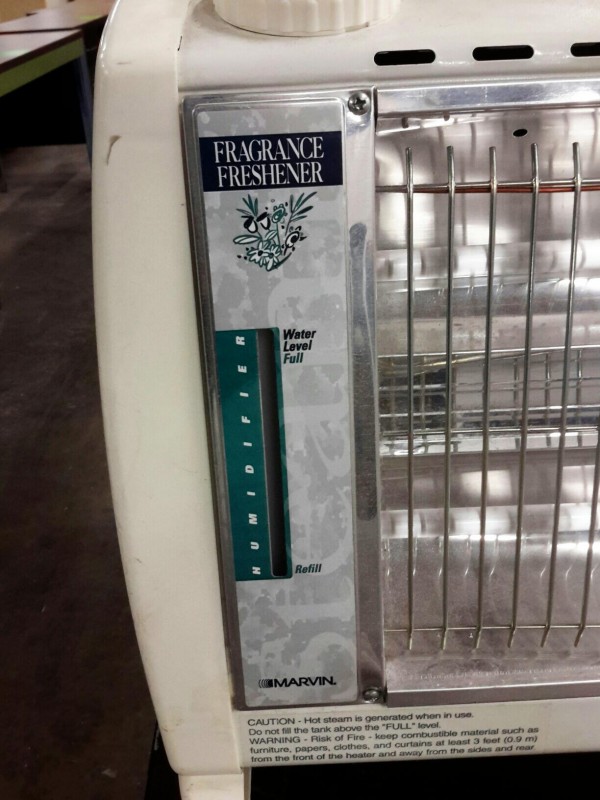 FRAGRANCE
FRESHENER
Water
Level
Full
HUMIDIFIER
Refill
MARVIN.
CAUTION - Hot steam is generated when in use.
Do not fill the tank above the "FULL" level.
WARNING - Risk of Fire - keep combustible material such as
furniture, papers, clothes, and curtains at least 3 feet (0.9 m)
from the front of the heater and away from the sides and rear